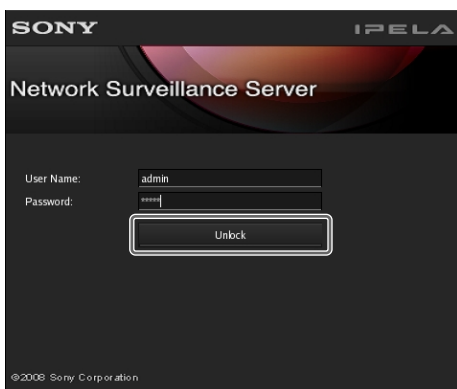 SONY
IPELA
Network Surveillance Server
User Name: admin
Password: *****
Unlock
©2008 Sony Corporation